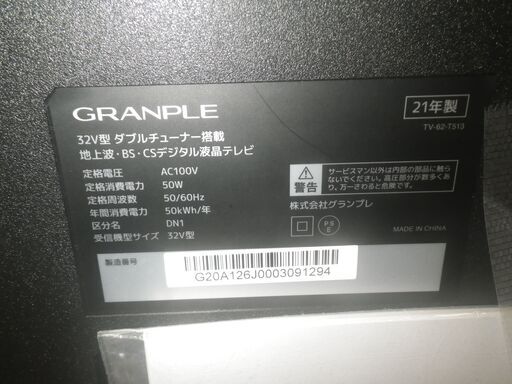 GRANPLE
21年製
TV-62-T513
32V型 ダブルチューナー搭載
地上波・BS・CSデジタル液晶テレビ
定格電圧 AC100V
定格消費電力 50W
定格周波数 50/60Hz
年間消費電力 50kWh/年
区分名 DN1
受信機型サイズ 32V型
警告
サービスマン以外は内部の部品に触ら
ないでください。高圧部分が数多くあ
り、万一さわると危険です。
株式会社グランプレ
PS
E
MADE IN CHINA
製造番号
G20A126J0003091294